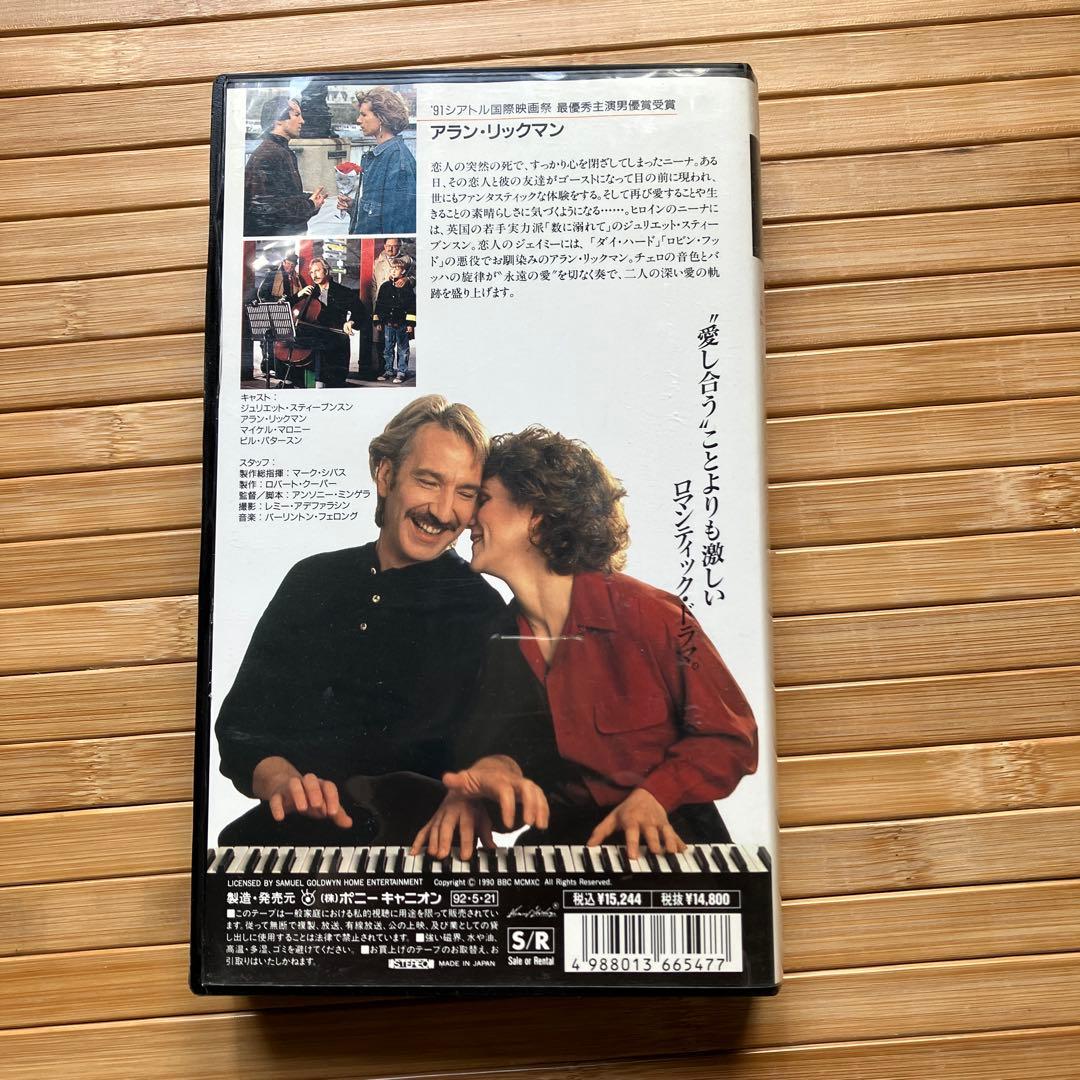 '91シアトル国際映画祭 最優秀主演男優賞受賞
アラン・リックマン
恋人の突然の死で、すっかり心を閉ざしてしまったニーナ。ある
日、その恋人と彼の友達がゴーストになって目の前に現われ、
世にもファンタスティックな体験をする。そして再び愛することや生
きることの素晴らしさに気づくようになる……。ヒロインのニーナに
は、英国の若手実力派「数に溺れて」のジュリエット・スティー
ブンスン。恋人のジェイミーには、「ダイ・ハード」「ロビン・フッ
ド」の悪役でお馴染みのアラン・リックマン。チェロの音色とバ
ッハの旋律が〝永遠の愛〟を切なく奏で、二人の深い愛の軌
跡を盛り上げます。
〝愛し合う〟ことよりも激しい
ロマンティック・ドラマ。
キャスト:
ジュリエット・スティーブンスン
アラン・リックマン
マイケル・マロニー
ビル・パタースン
スタッフ:
製作総指揮:マーク・シバス
製作:ロバート・クーパー
監督/脚本:アンソニー・ミンゲラ
撮影:レミー・アデファラシン
音楽:バーリントン・フェロング
LICENSED BY SAMUEL GOLDWYN HOME ENTERTAINMENT Copyright © 1990 BBC MCMXC All Rights Reserved.
製造・発売元 (株)ポニーキャニオン 92・5・21 税込¥15,244 税抜¥14,800
■このテープは一般家庭における私的視聴に用途を限って販売されてい
ます。従って無断で複製、放送、有線放送、公の上映、及び業としての貸
し出しに使用することは法律で禁止されています。■強い磁界、水や油、
高温・多湿、ゴミを避けてください。■お買上げのテープのお取替え、お
引取りはいたしかねます。
STEREO MADE IN JAPAN
S/R
Sale or Rental
4 988013 665477